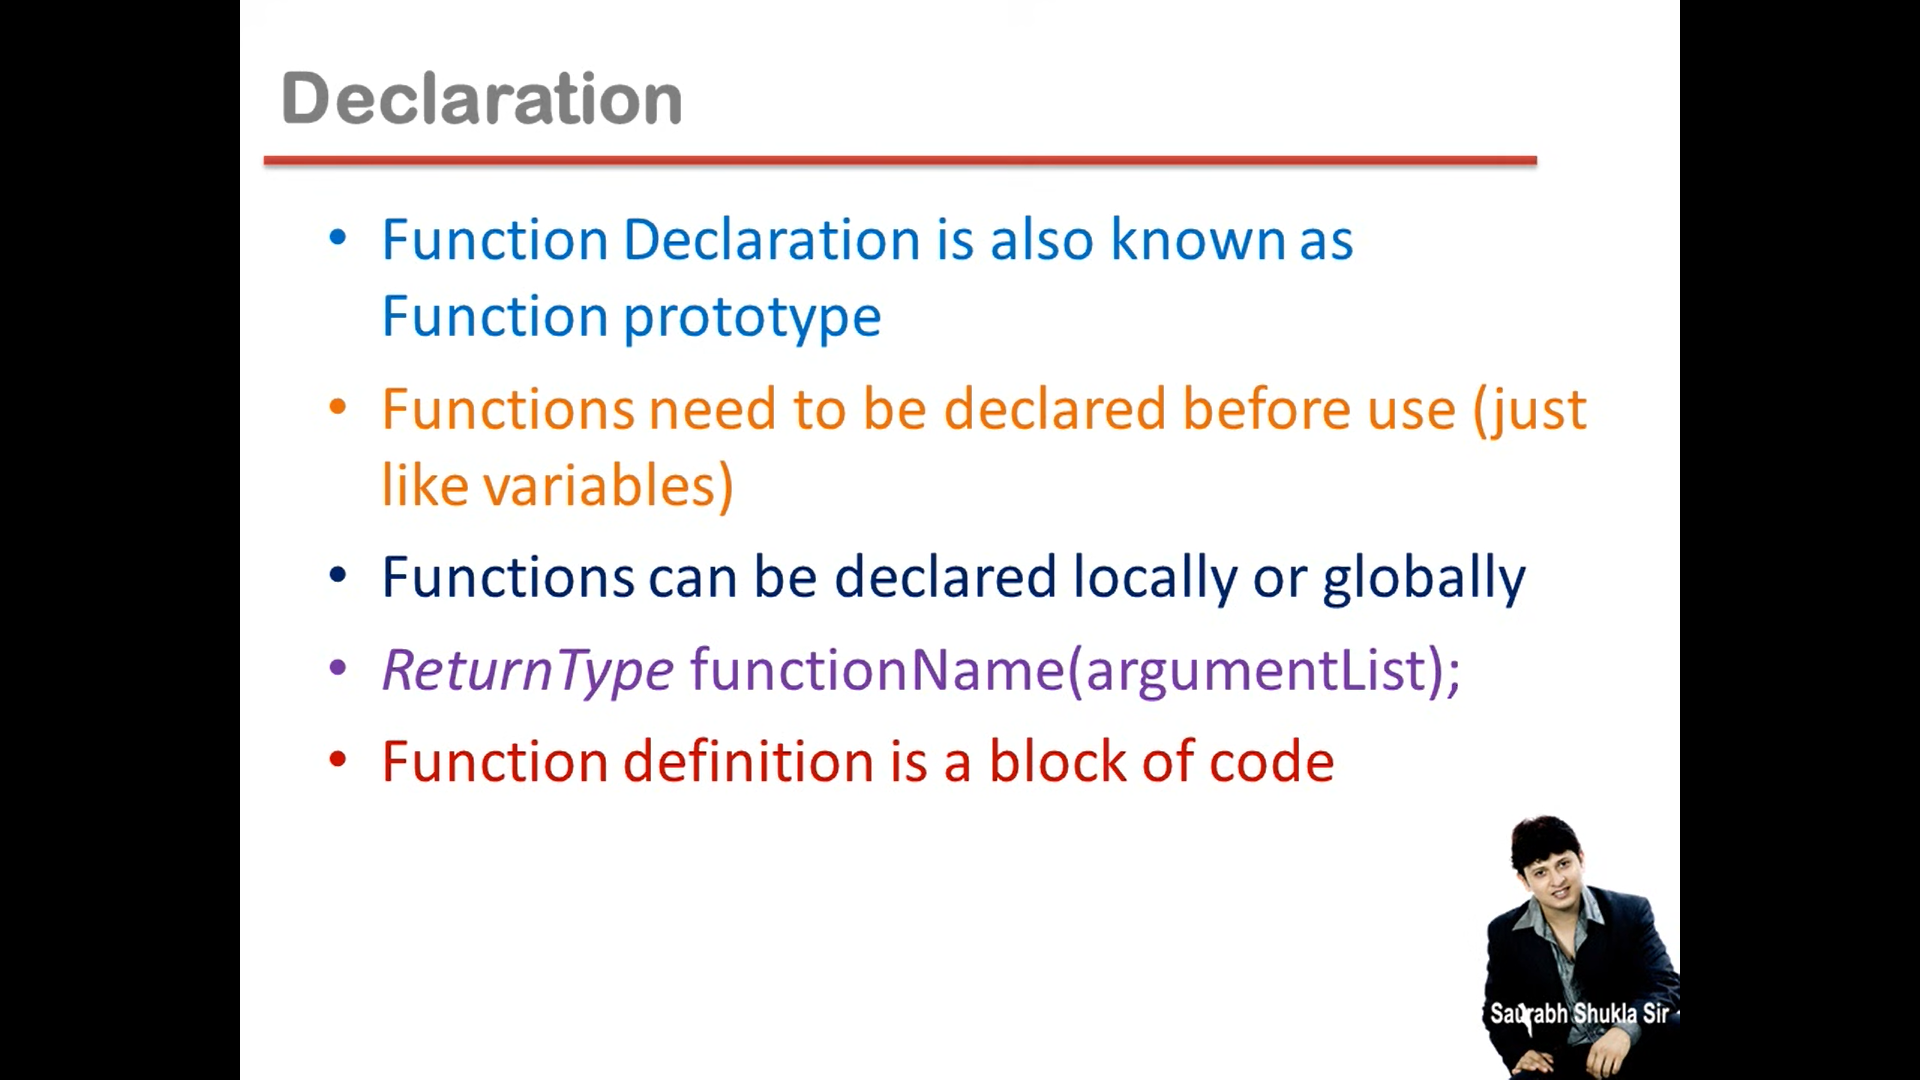 Declaration
• Function Declaration is also known as
Function prototype
• Functions need to be declared before use (just
like variables)
• Functions can be declared locally or globally
• ReturnType functionName(argumentList);
• Function definition is a block of code
Saurabh Shukla Sir